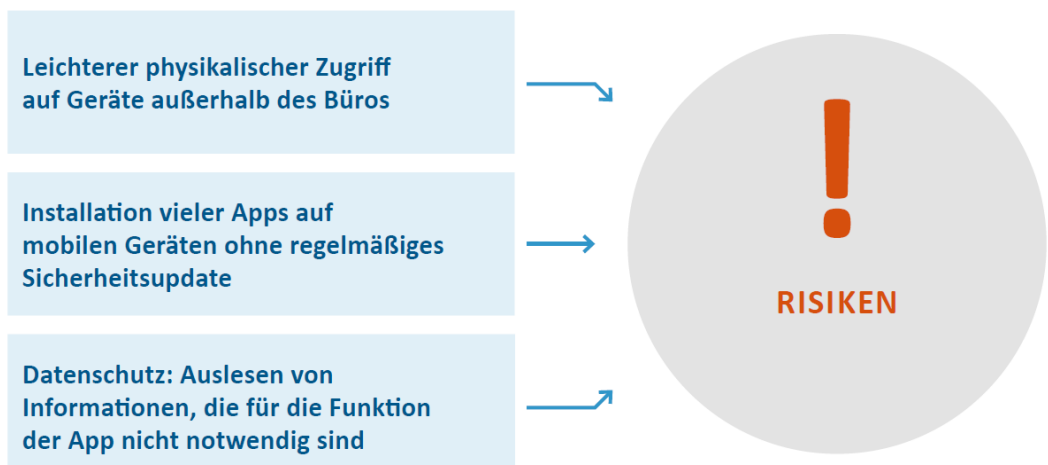 Leichterer physikalischer Zugriff
auf Geräte außerhalb des Büros
Installation vieler Apps auf
mobilen Geräten ohne regelmäßiges
Sicherheitsupdate
Datenschutz: Auslesen von
Informationen, die für die Funktion
der App nicht notwendig sind
!
RISIKEN